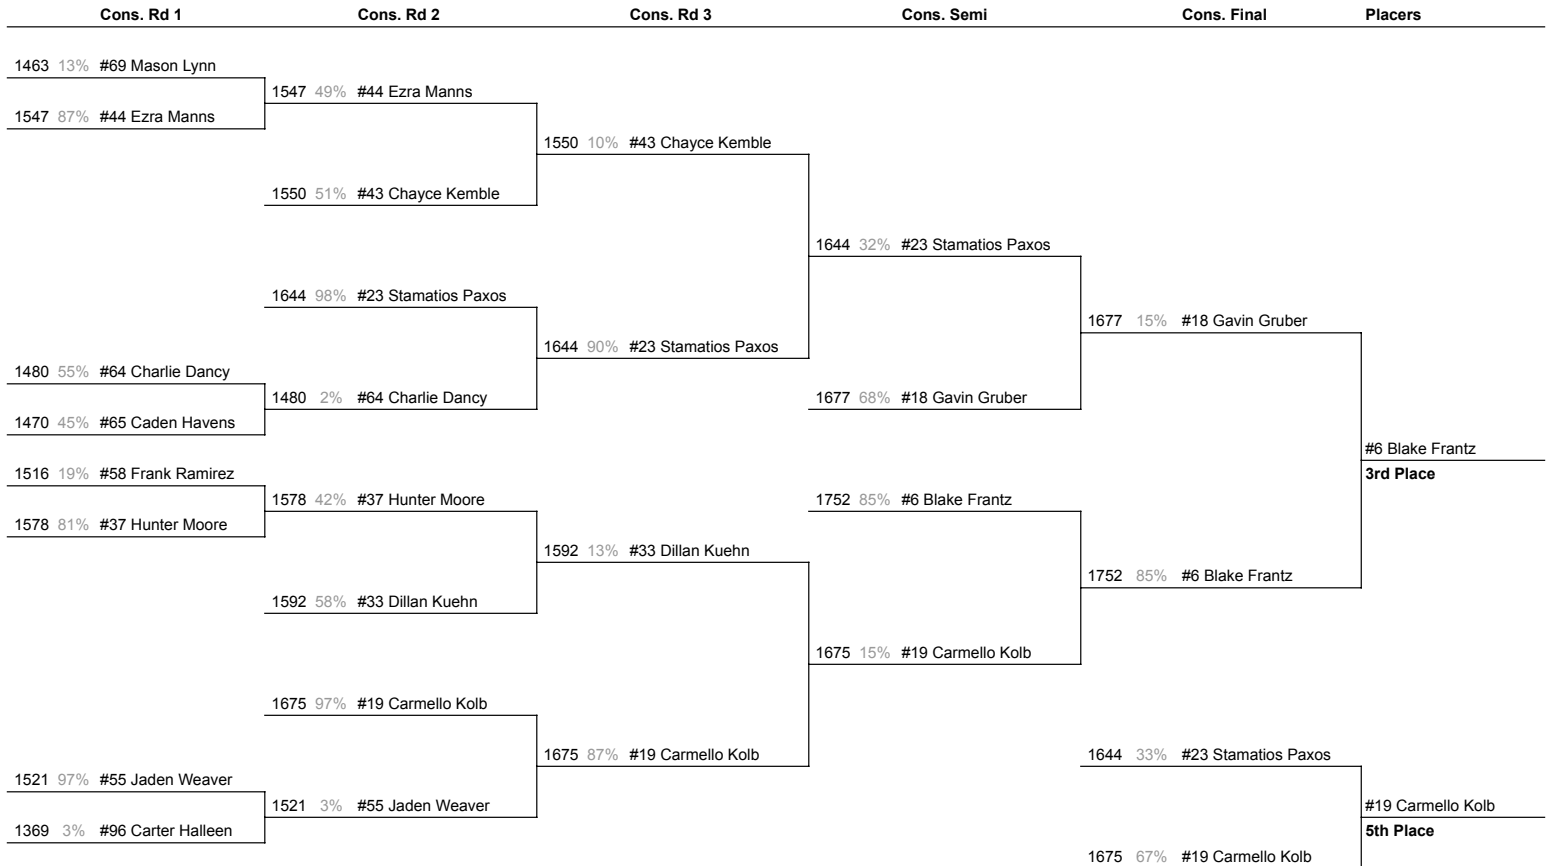 Cons. Rd 1 Cons. Rd 2 Cons. Rd 3 Cons. Semi Cons. Final Placers
1463 13% #69 Mason Lynn
1547 49% #44 Ezra Manns
1547 87% #44 Ezra Manns
1550 10% #43 Chayce Kemble
1550 51% #43 Chayce Kemble
1644 32% #23 Stamatios Paxos
1644 98% #23 Stamatios Paxos
1677 15% #18 Gavin Gruber
1644 90% #23 Stamatios Paxos
1480 55% #64 Charlie Dancy
1480 2% #64 Charlie Dancy
1677 68% #18 Gavin Gruber
1470 45% #65 Caden Havens
#6 Blake Frantz
1516 19% #58 Frank Ramirez
3rd Place
1578 42% #37 Hunter Moore
1752 85% #6 Blake Frantz
1578 81% #37 Hunter Moore
1592 13% #33 Dillan Kuehn
1752 85% #6 Blake Frantz
1592 58% #33 Dillan Kuehn
1675 15% #19 Carmello Kolb
1675 97% #19 Carmello Kolb
1675 87% #19 Carmello Kolb
1644 33% #23 Stamatios Paxos
1521 97% #55 Jaden Weaver
1521 3% #55 Jaden Weaver
#19 Carmello Kolb
1369 3% #96 Carter Halleen
5th Place
1675 67% #19 Carmello Kolb